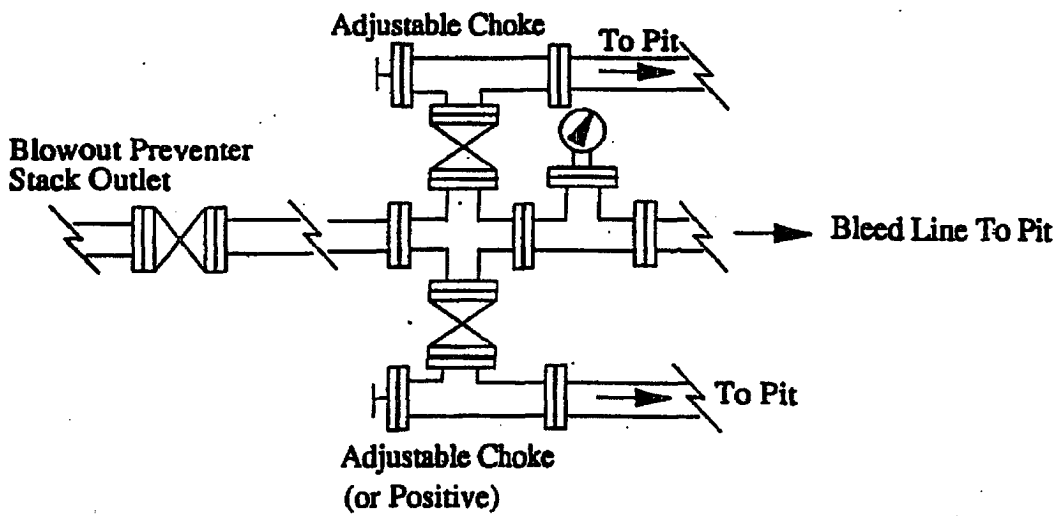 Adjustable Choke
To Pit
Blowout Preventer
Stack Outlet
Bleed Line To Pit
To Pit
Adjustable Choke
(or Positive)